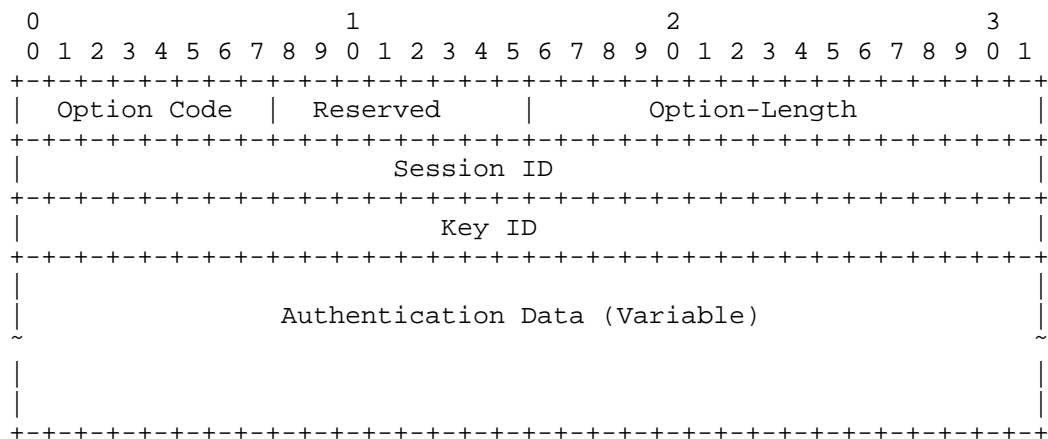 0                   1                   2                   3
 0 1 2 3 4 5 6 7 8 9 0 1 2 3 4 5 6 7 8 9 0 1 2 3 4 5 6 7 8 9 0 1
+-+-+-+-+-+-+-+-+-+-+-+-+-+-+-+-+-+-+-+-+-+-+-+-+-+-+-+-+-+-+-+-+
|  Option Code  |  Reserved     |       Option-Length           |
+-+-+-+-+-+-+-+-+-+-+-+-+-+-+-+-+-+-+-+-+-+-+-+-+-+-+-+-+-+-+-+-+
|                       Session ID                              |
+-+-+-+-+-+-+-+-+-+-+-+-+-+-+-+-+-+-+-+-+-+-+-+-+-+-+-+-+-+-+-+-+
|                          Key ID                               |
+-+-+-+-+-+-+-+-+-+-+-+-+-+-+-+-+-+-+-+-+-+-+-+-+-+-+-+-+-+-+-+-+
|                                                               |
|                Authentication Data (Variable)                 |
~                                                               ~
|                                                               |
|                                                               |
+-+-+-+-+-+-+-+-+-+-+-+-+-+-+-+-+-+-+-+-+-+-+-+-+-+-+-+-+-+-+-+-+